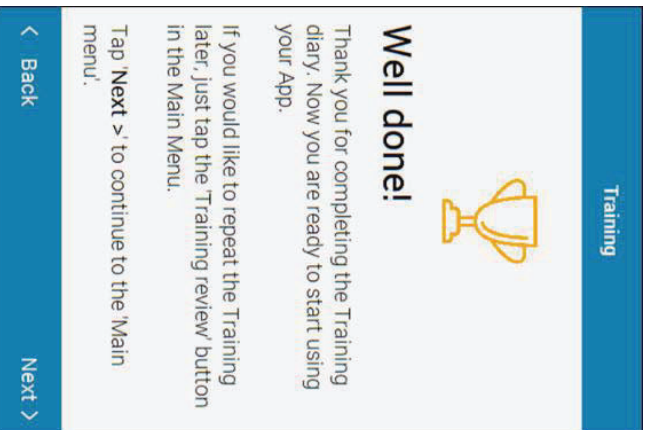 Training
Well done!
Thank you for completing the Training
diary. Now you are ready to start using
your App.
If you would like to repeat the Training
later, just tap the 'Training review' button
in the Main Menu.
Tap 'Next >' to continue to the 'Main
menu'.
< Back
Next >